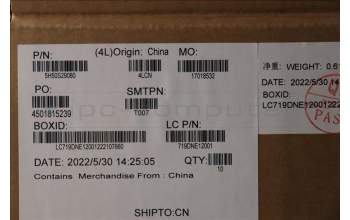 P/N: (4L)Origin: China MO:
5H50S29080 4LCN 17018532
PO: SMTPN:
4501815239 T007
BOXID: LC P/N:
LC719DNE12001222107660 719DNE12001
DATE: 2022/5/30 14:25:05 QTY:
10
Contains Merchandise From : China
SHIPTO:CN
净重: WEIGHT: 0.6
DATE: 2022/5/30 14
BOXID:
LC719DNE12001222
PAS